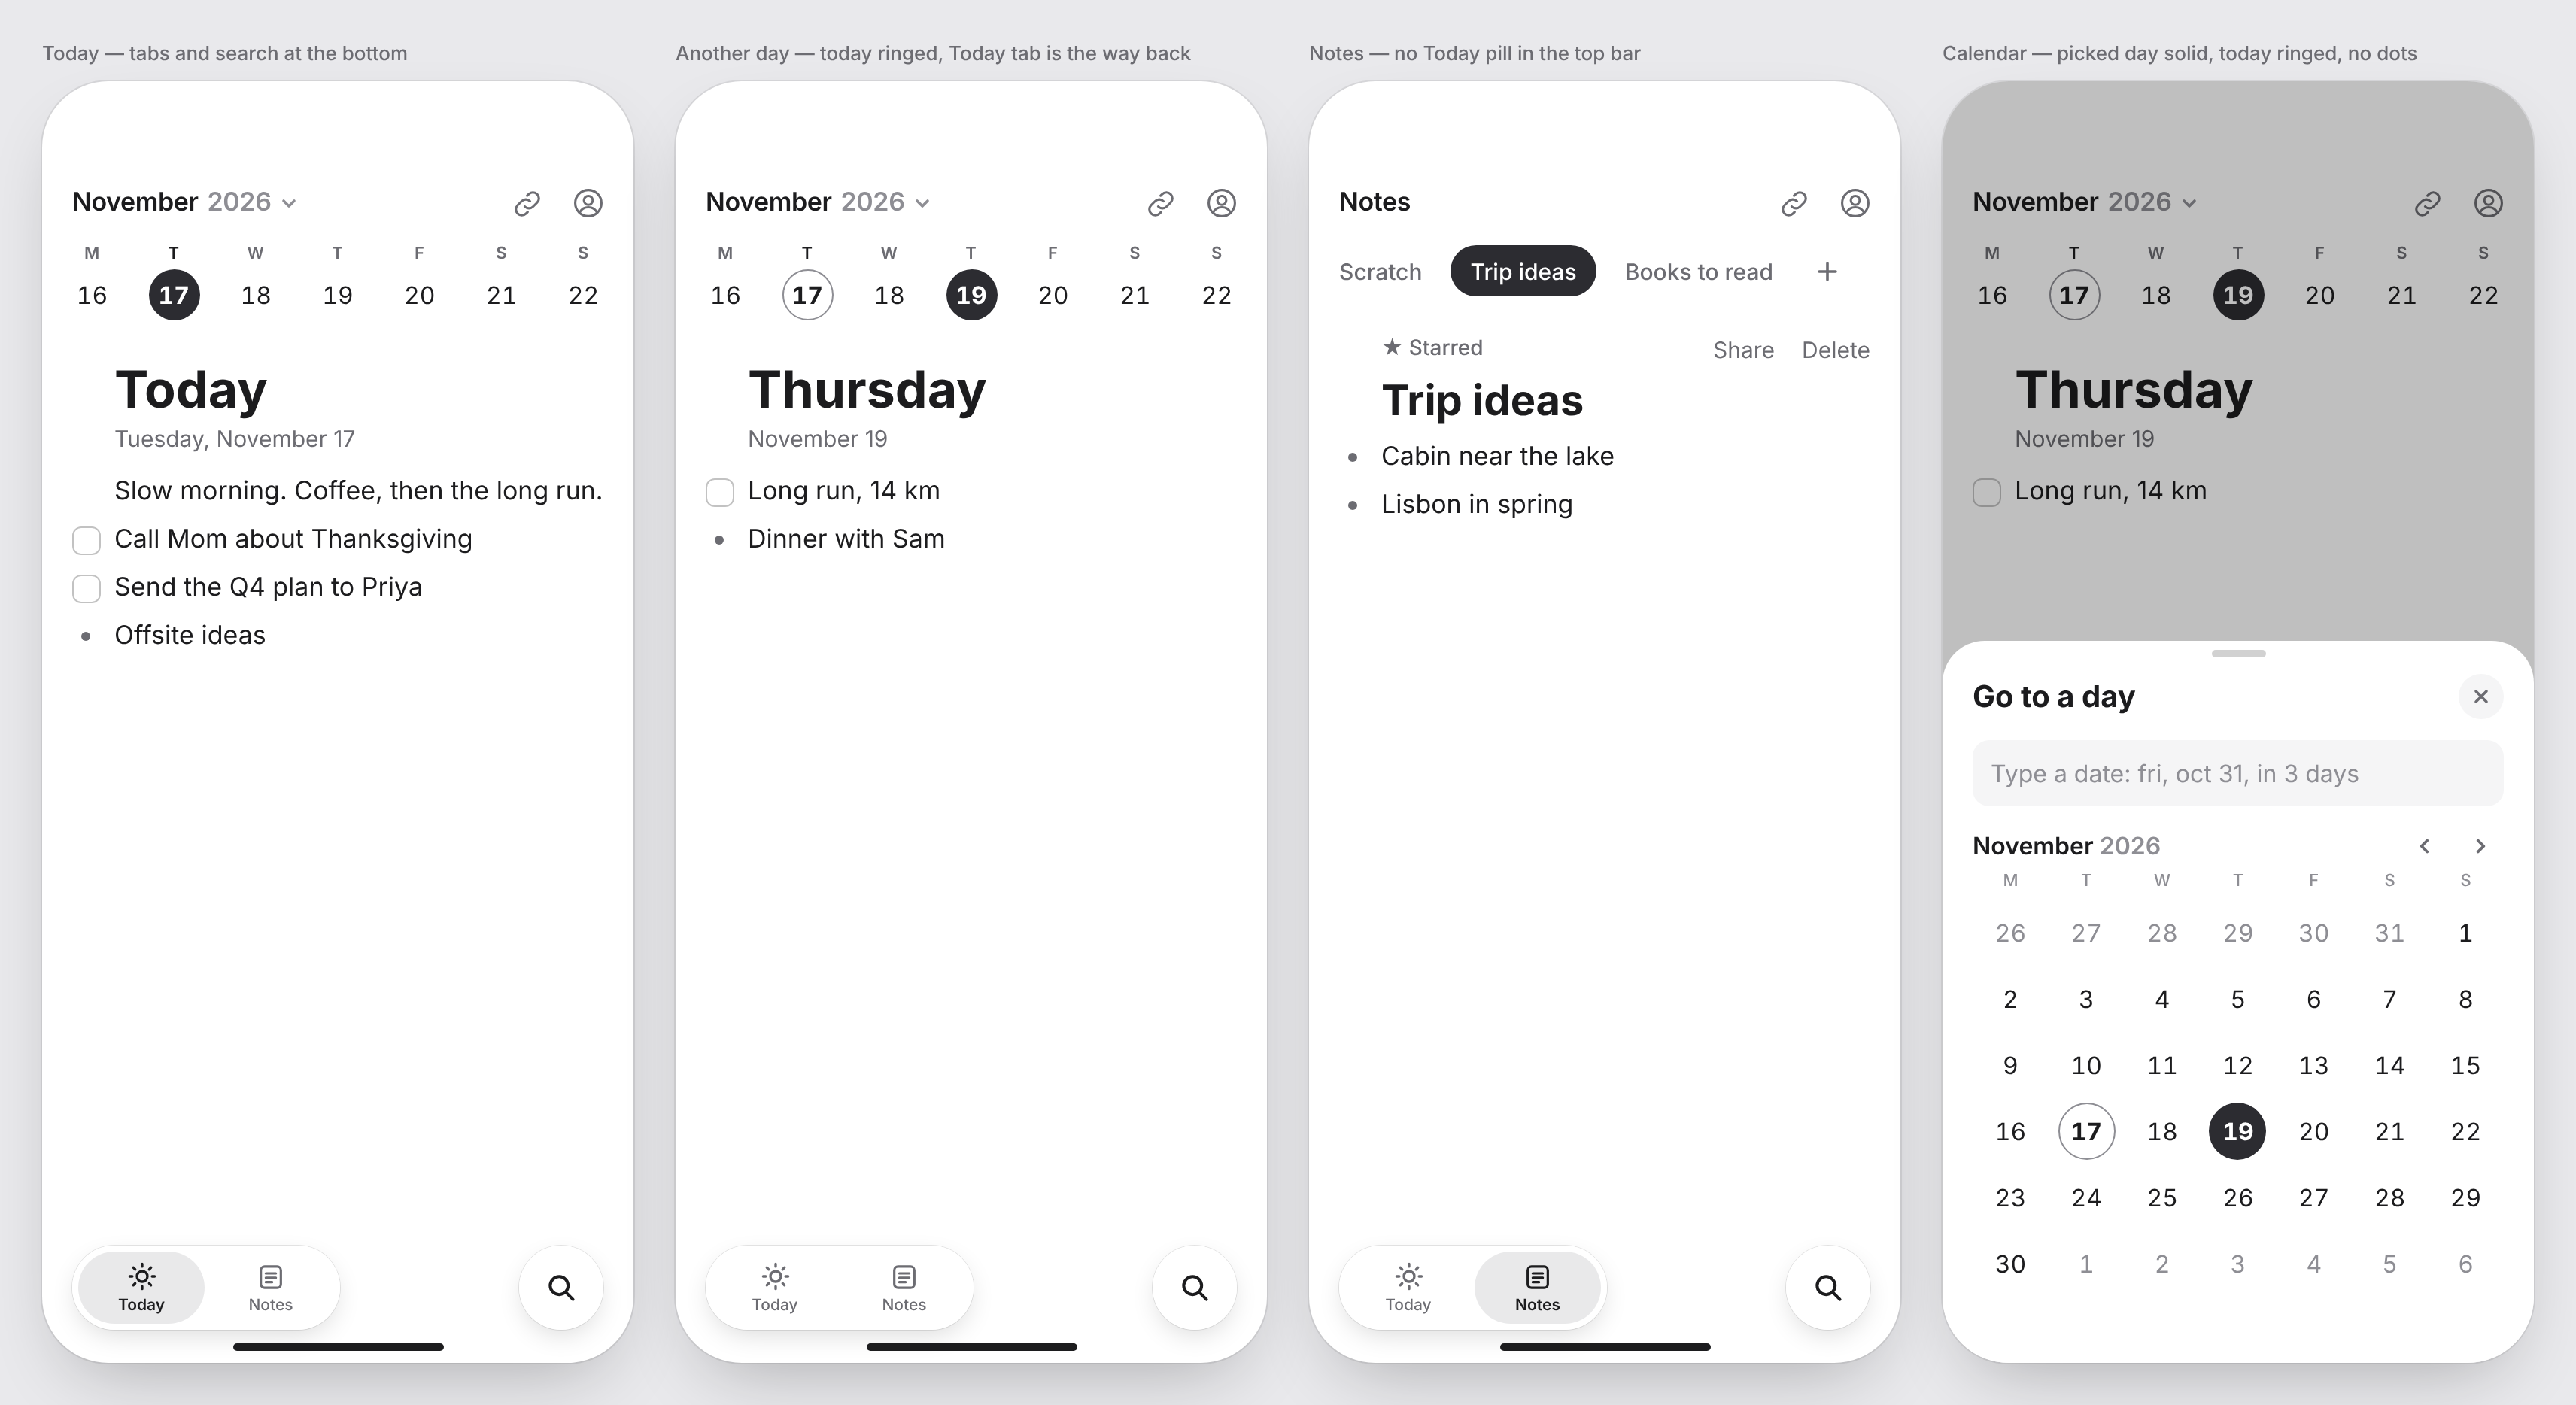 Today — tabs and search at the bottom
November 2026
M T W T F S S
16 17 18 19 20 21 22
Today
Tuesday, November 17
Slow morning. Coffee, then the long run.
Call Mom about Thanksgiving
Send the Q4 plan to Priya
• Offsite ideas
Today Notes
Another day — today ringed, Today tab is the way back
November 2026
M T W T F S S
16 17 18 19 20 21 22
Thursday
November 19
Long run, 14 km
• Dinner with Sam
Today Notes
Notes — no Today pill in the top bar
Notes
Scratch Trip ideas Books to read +
★ Starred Share Delete
Trip ideas
• Cabin near the lake
• Lisbon in spring
Today Notes
Calendar — picked day solid, today ringed, no dots
November 2026
M T W T F S S
16 17 18 19 20 21 22
Thursday
November 19
Long run, 14 km
Go to a day
Type a date: fri, oct 31, in 3 days
November 2026
M T W T F S S
26 27 28 29 30 31 1
2 3 4 5 6 7 8
9 10 11 12 13 14 15
16 17 18 19 20 21 22
23 24 25 26 27 28 29
30 1 2 3 4 5 6